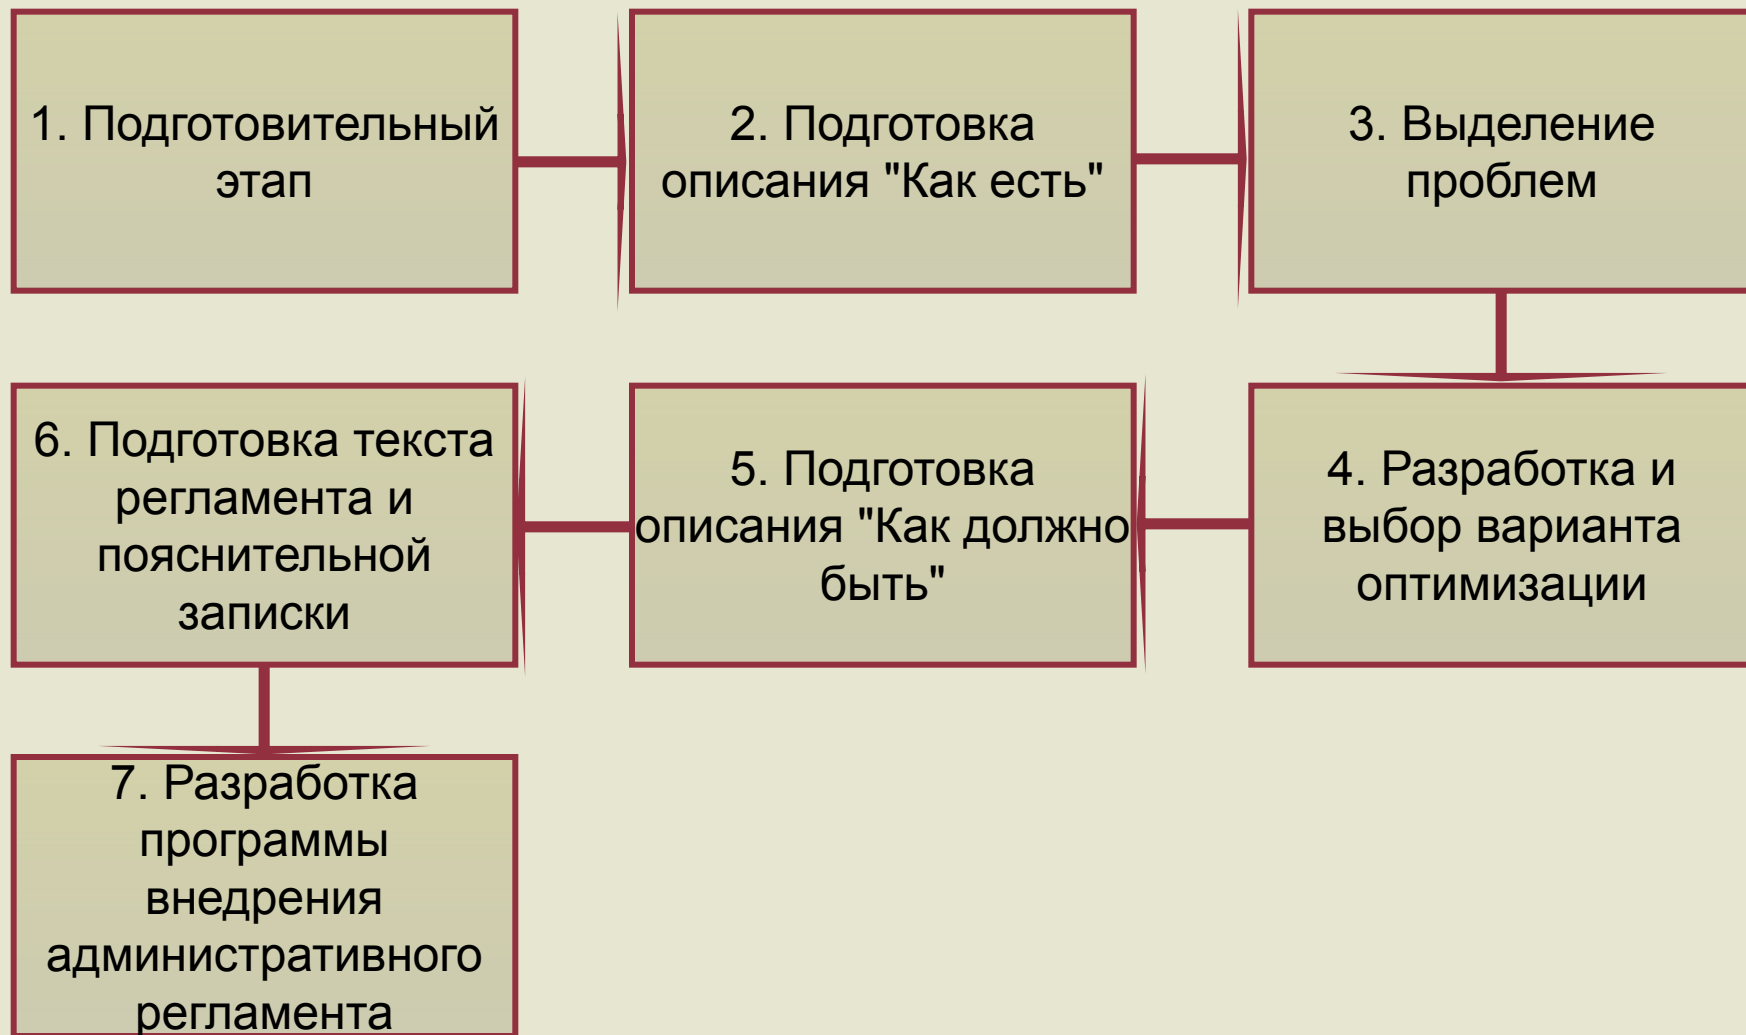 1. Подготовительный
этап
2. Подготовка
описания "Как есть"
3. Выделение
проблем
4. Разработка и
выбор варианта
оптимизации
5. Подготовка
описания "Как должно
быть"
6. Подготовка текста
регламента и
пояснительной
записки
7. Разработка
программы
внедрения
административного
регламента